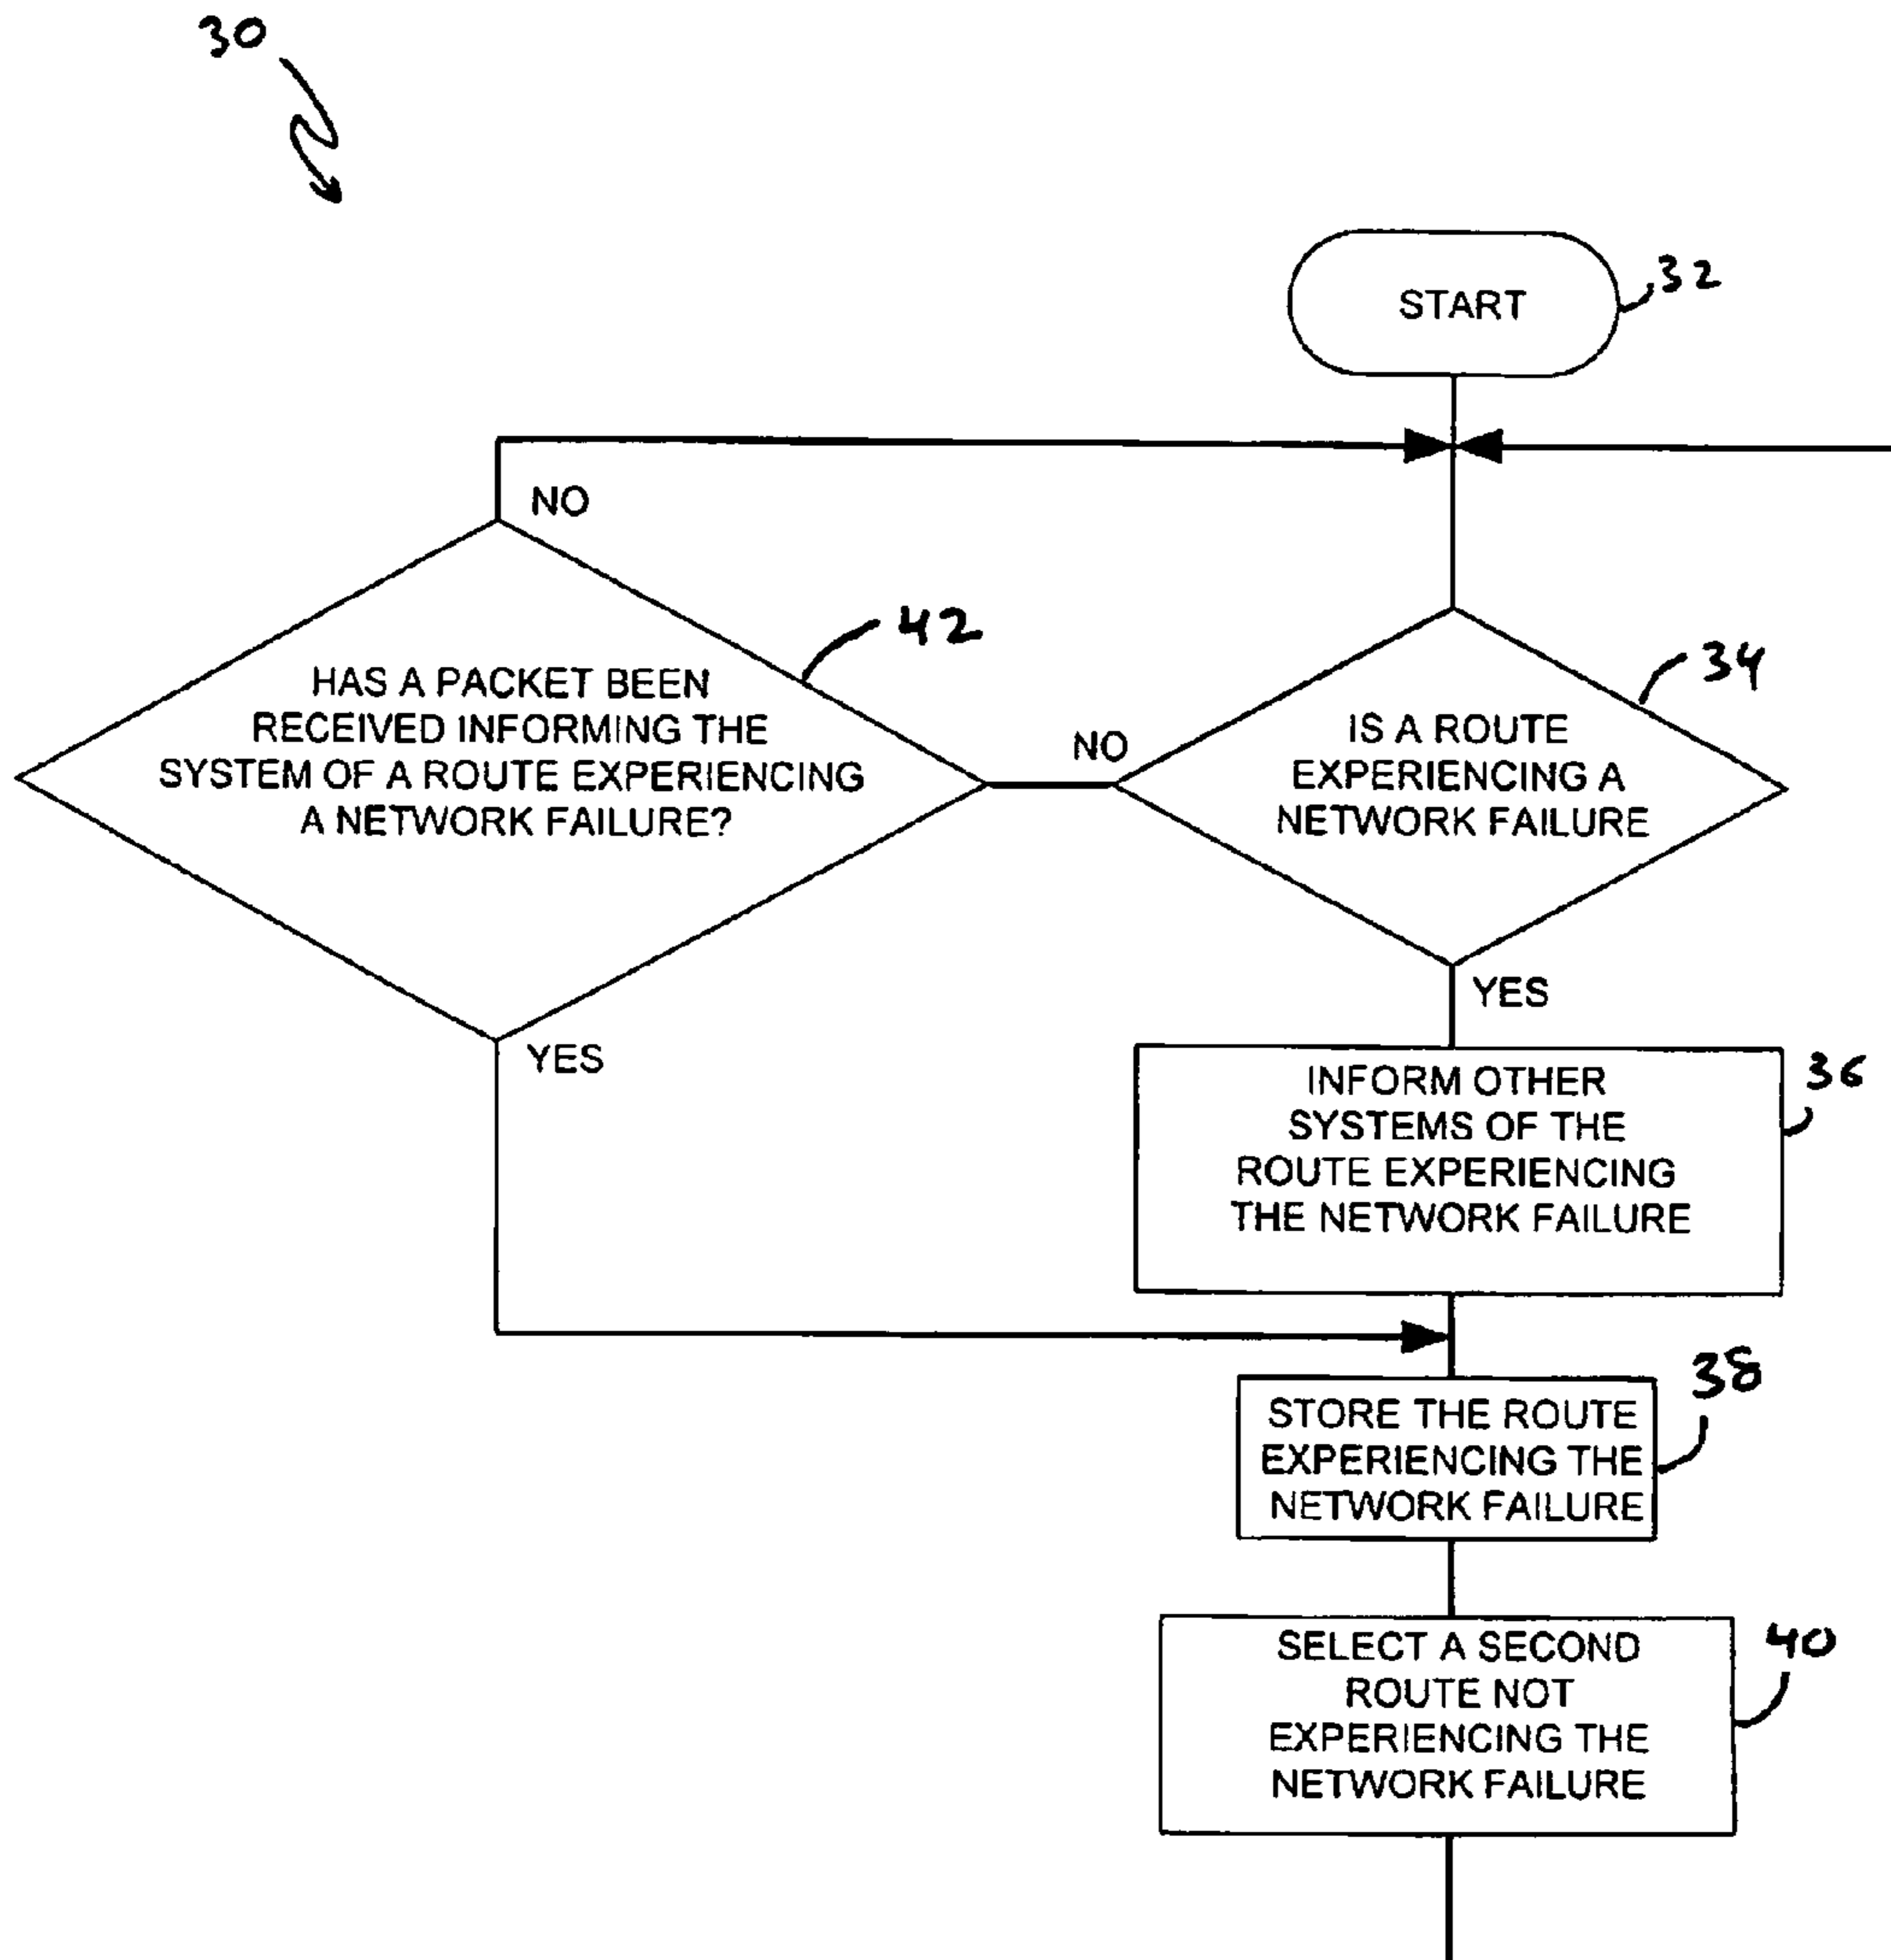 30
START
32
NO
42
HAS A PACKET BEEN
RECEIVED INFORMING THE
SYSTEM OF A ROUTE EXPERIENCING
A NETWORK FAILURE?
YES
NO
34
IS A ROUTE
EXPERIENCING A
NETWORK FAILURE
YES
INFORM OTHER
SYSTEMS OF THE
ROUTE EXPERIENCING
THE NETWORK FAILURE
36
STORE THE ROUTE
EXPERIENCING THE
NETWORK FAILURE
38
SELECT A SECOND
ROUTE NOT
EXPERIENCING THE
NETWORK FAILURE
40